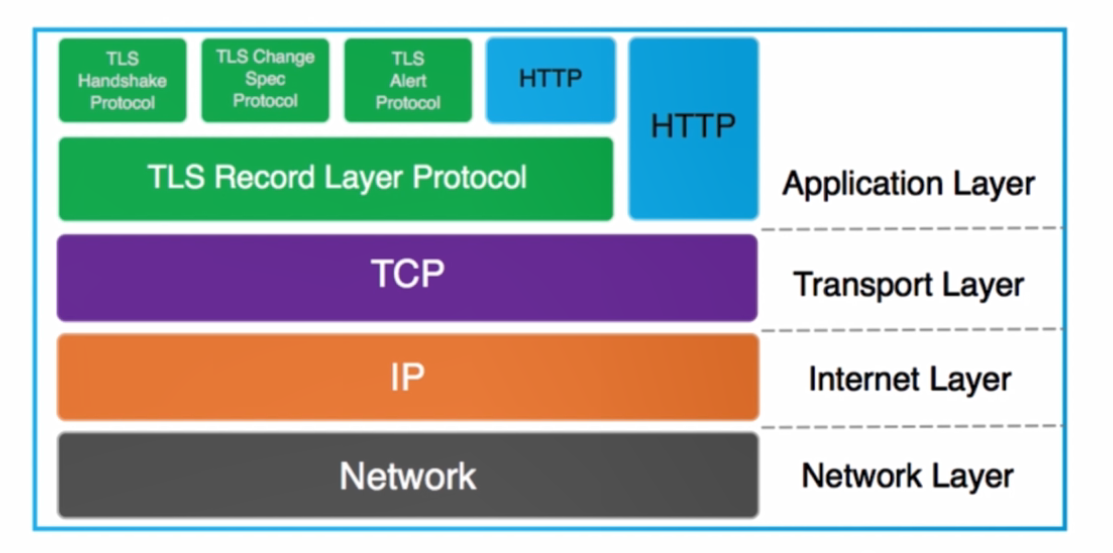 TLS
Handshake
Protocol
TLS Change
Spec
Protocol
TLS
Alert
Protocol
HTTP
HTTP
TLS Record Layer Protocol
Application Layer
TCP
Transport Layer
IP
Internet Layer
Network
Network Layer